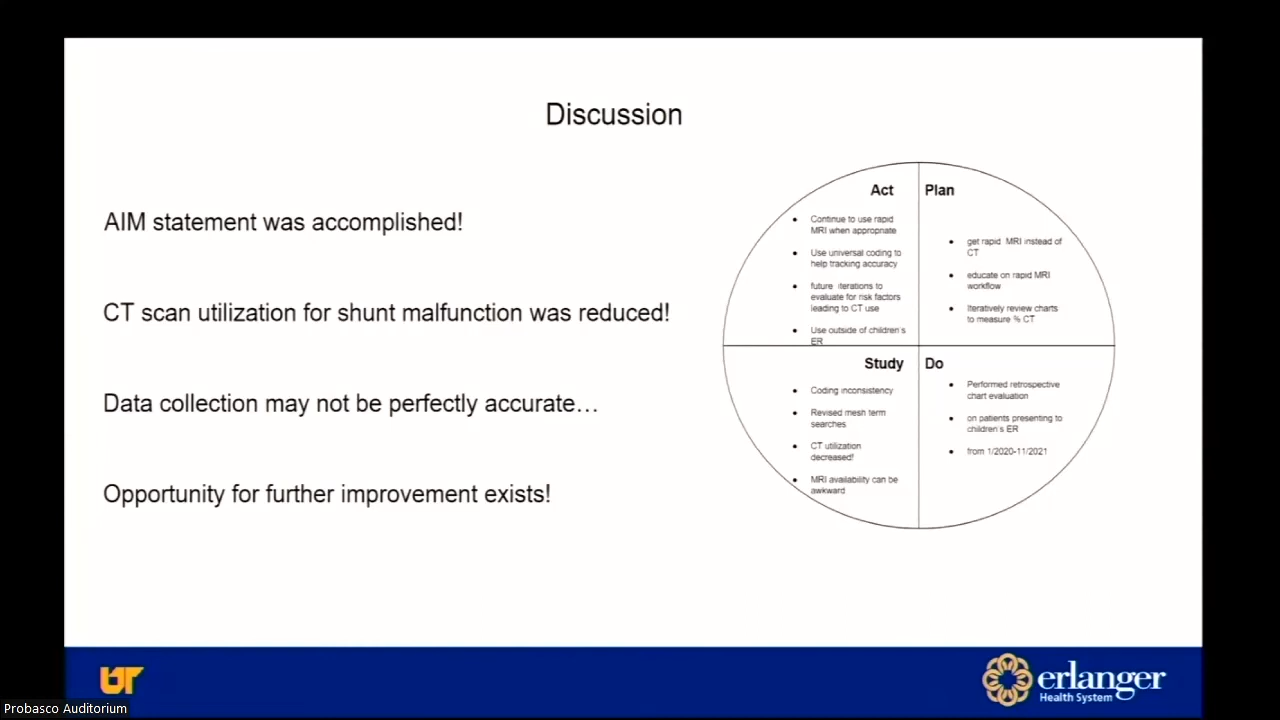 Discussion
AIM statement was accomplished!
CT scan utilization for shunt malfunction was reduced!
Data collection may not be perfectly accurate…
Opportunity for further improvement exists!
Act
• Continue to use rapid
MRI when appropriate
• Use universal coding to
help tracking accuracy
• future iterations to
evaluate for risk factors
leading to CT use
• Use outside of children's
ER
Plan
• get rapid MRI instead of
CT
• educate on rapid MRI
workflow
• Iteratively review charts
to measure % CT
Study
• Coding inconsistency
• Revised mesh term
searches
• CT utilization
decreased!
• MRI availability can be
awkward
Do
• Performed retrospective
chart evaluation
• on patients presenting to
children's ER
• from 1/2020-11/2021
UT
erlanger
Health System
Probasco Auditorium